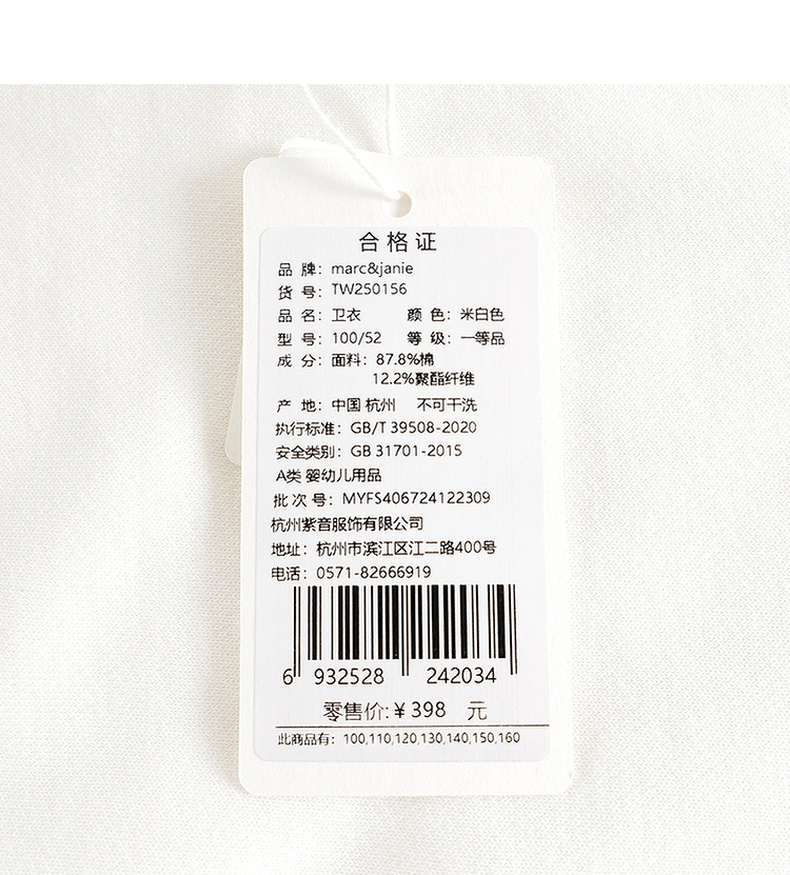 合格证
品 牌：marc&janie
货 号：TW250156
品 名：卫衣 颜 色：米白色
型 号：100/52 等 级：一等品
成 分：面料：87.8%棉
12.2%聚酯纤维
产 地：中国 杭州 不可干洗
执行标准：GB/T 39508-2020
安全类别：GB 31701-2015
A类 婴幼儿用品
批 次 号：MYFS406724122309
杭州紫音服饰有限公司
地址：杭州市滨江区江二路400号
电话：0571-82666919
6 932528 242034
零售价:￥398 元
此商品有：100,110,120,130,140,150,160